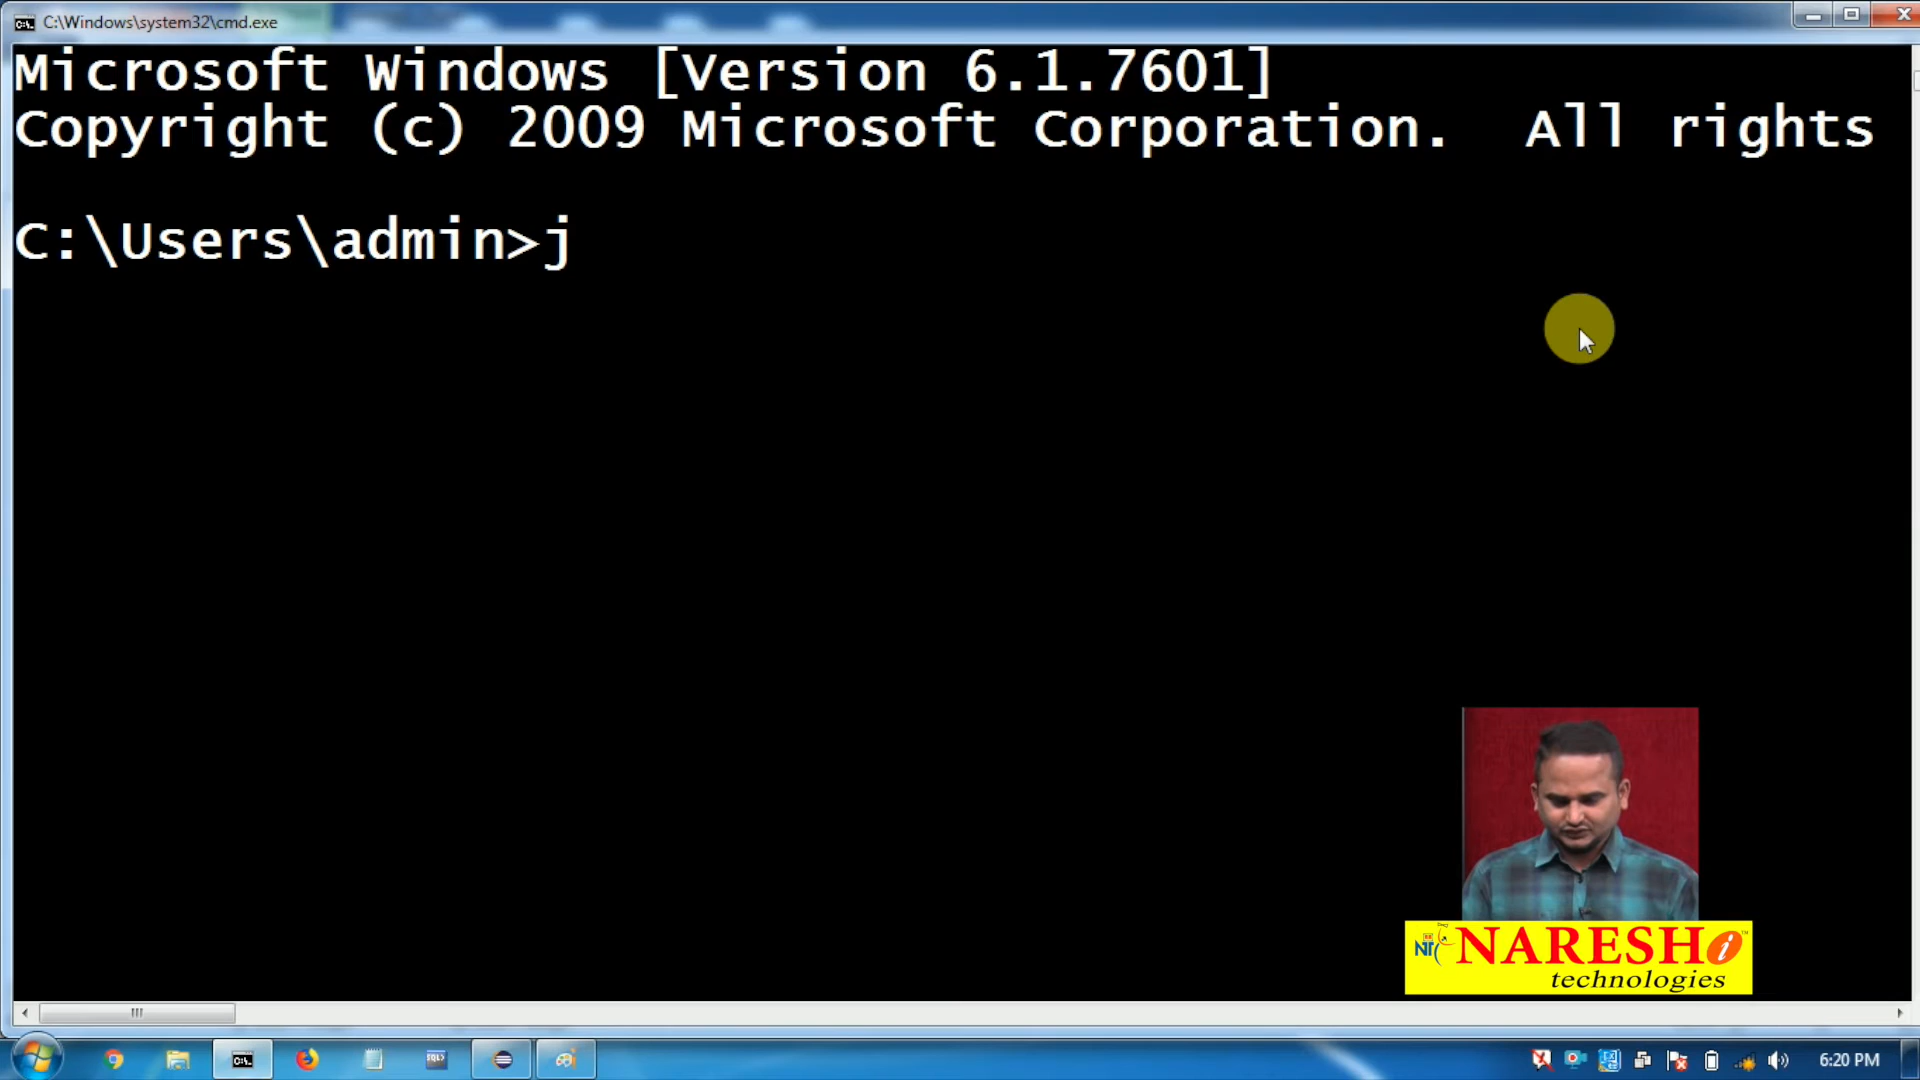 C:\Windows\system32\cmd.exe
Microsoft Windows [Version 6.1.7601]
Copyright (c) 2009 Microsoft Corporation.  All rights
C:\Users\admin>j
NARESH i
technologies
6:20 PM